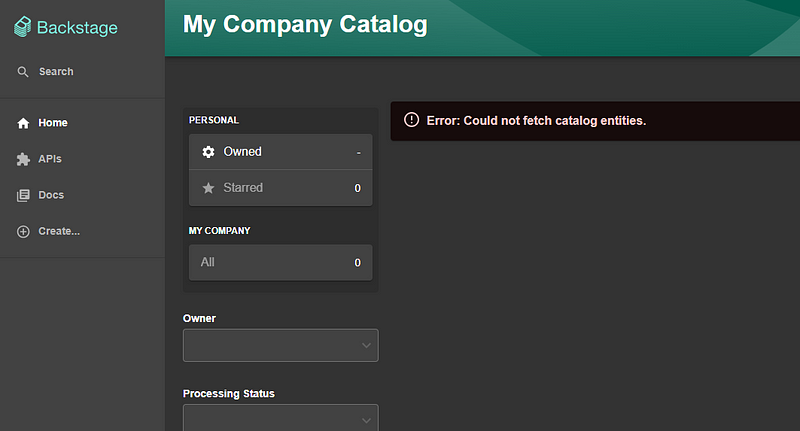 Backstage
My Company Catalog
Search
Home
APIs
Docs
Create...
PERSONAL
Owned -
Starred 0
MY COMPANY
All 0
Owner
Processing Status
Error: Could not fetch catalog entities.